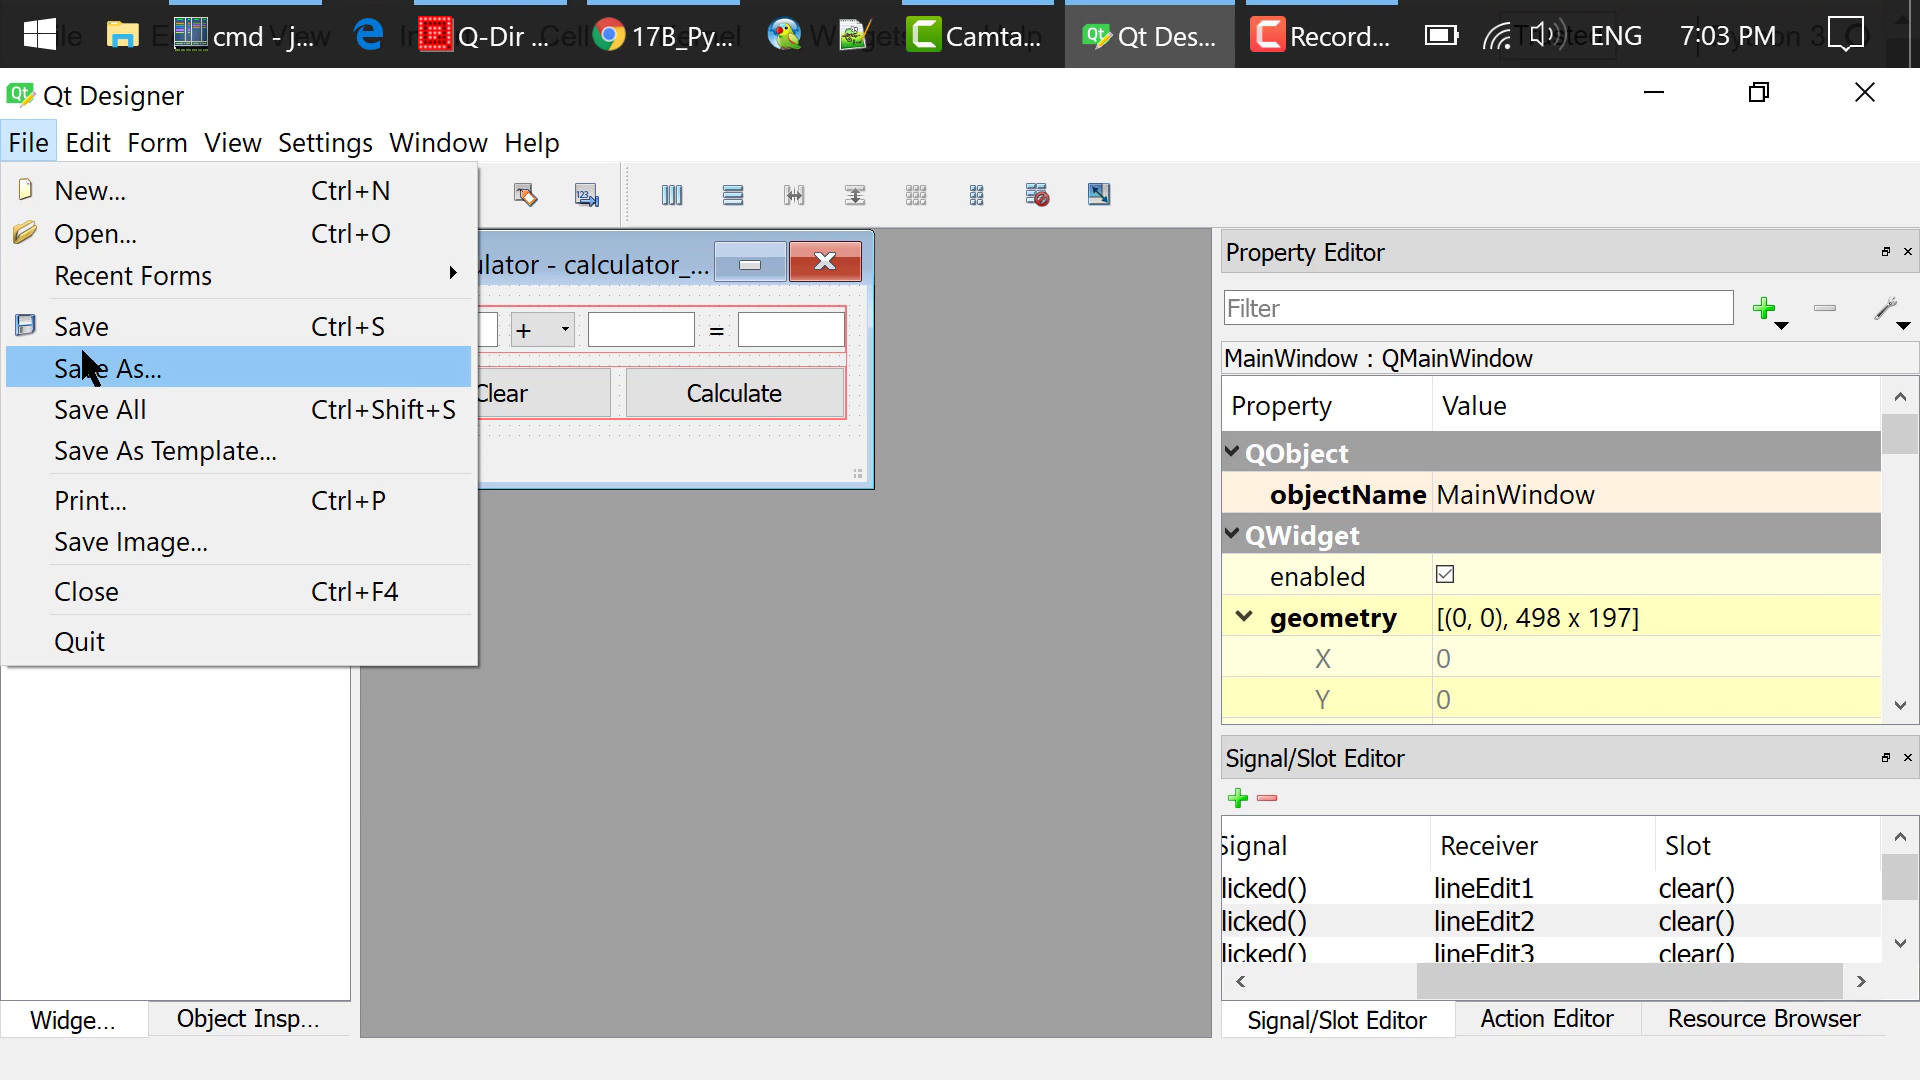 cmd - j...
Q-Dir ...
17B_Py...
Camta...
Qt Des...
Record...
ENG
7:03 PM
Qt Designer
File Edit Form View Settings Window Help
New... Ctrl+N
Open... Ctrl+O
Recent Forms
Save Ctrl+S
Save As...
Save All Ctrl+Shift+S
Save As Template...
Print... Ctrl+P
Save Image...
Close Ctrl+F4
Quit
lator - calculator_...
+ =
Clear Calculate
Widge... Object Insp...
Property Editor
Filter
MainWindow : QMainWindow
Property Value
QObject
objectName MainWindow
QWidget
enabled
geometry [(0, 0), 498 x 197]
X 0
Y 0
Signal/Slot Editor
Signal Receiver Slot
licked() lineEdit1 clear()
licked() lineEdit2 clear()
licked() lineEdit3 clear()
Signal/Slot Editor Action Editor Resource Browser